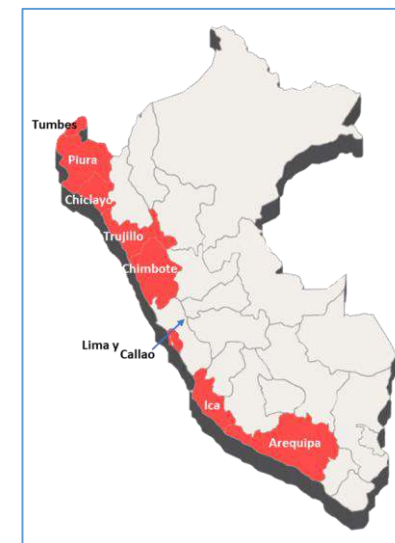 Tumbes
Piura
Chiclayo
Trujillo
Chimbote
Lima y
Callao
Ica
Arequipa